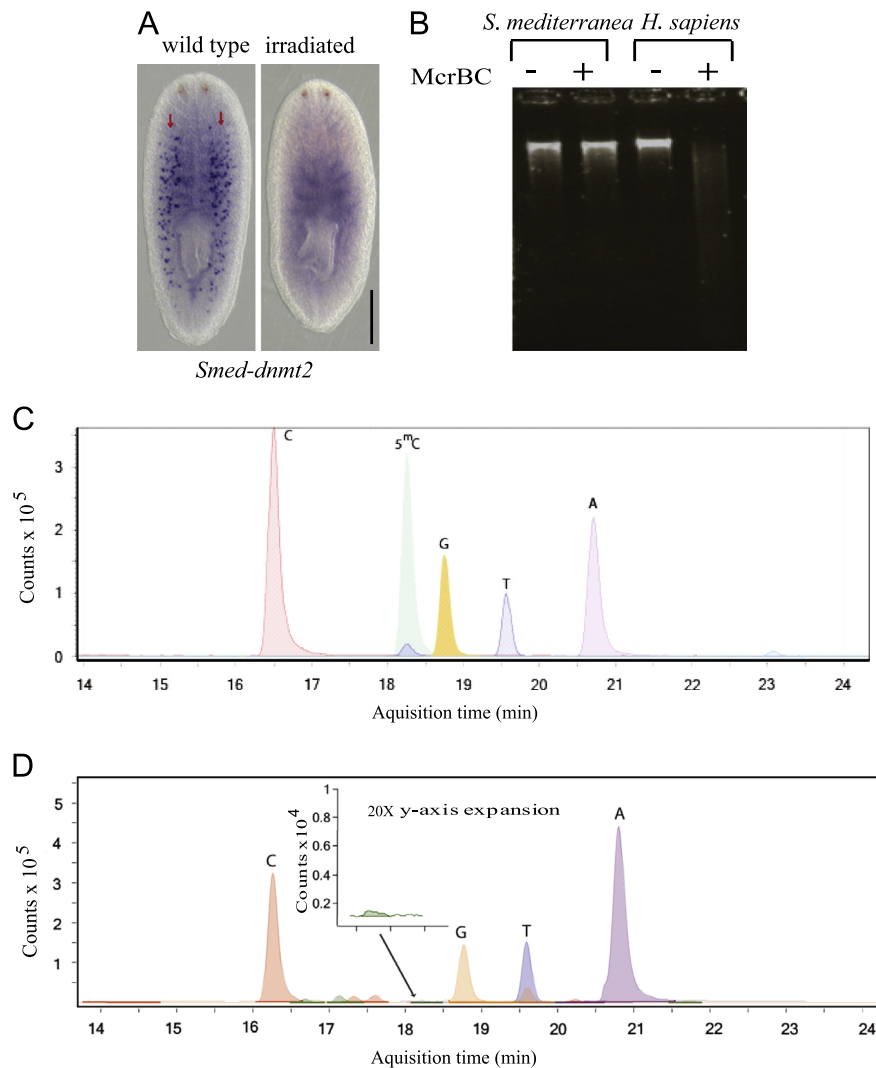 A
wild type irradiated
Smed-dnmt2
B
S. mediterranea H. sapiens
McrBC - + - +
C
Counts x 10 5
3
2
1
0
C
5mC
G
T
A
14 15 16 17 18 19 20 21 22 23 24
Aquisition time (min)
D
Counts x 10 5
5
4
3
2
1
C
G
T
A
20X y-axis expansion
Counts x10 4
1
0.8
0.6
0.4
0.2
14 15 16 17 18 19 20 21 22 23 24
Aquisition time (min)